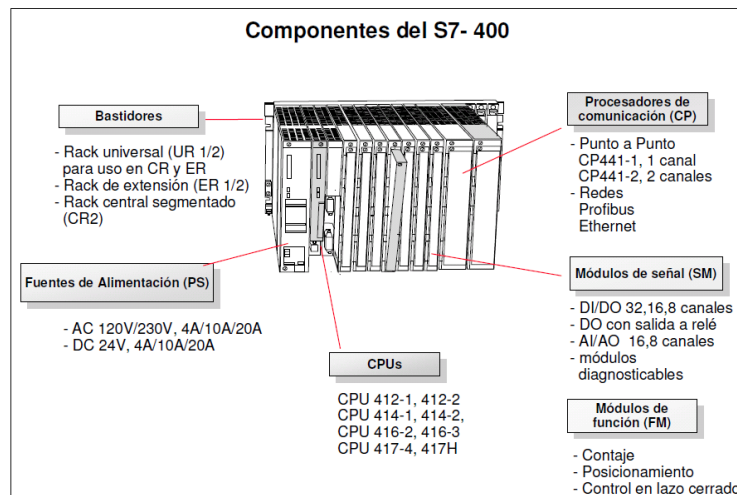 Componentes del S7- 400
Bastidores
- Rack universal (UR 1/2)
para uso en CR y ER
- Rack de extensión (ER 1/2)
- Rack central segmentado
(CR2)
Fuentes de Alimentación (PS)
- AC 120V/230V, 4A/10A/20A
- DC 24V, 4A/10A/20A
CPUs
CPU 412-1, 412-2
CPU 414-1, 414-2,
CPU 416-2, 416-3
CPU 417-4, 417H
Procesadores de
comunicación (CP)
- Punto a Punto
CP441-1, 1 canal
CP441-2, 2 canales
- Redes
Profibus
Ethernet
Módulos de señal (SM)
- DI/DO 32,16,8 canales
- DO con salida a relé
- AI/AO 16,8 canales
- módulos
diagnosticables
Módulos de
función (FM)
- Contaje
- Posicionamiento
- Control en lazo cerrado